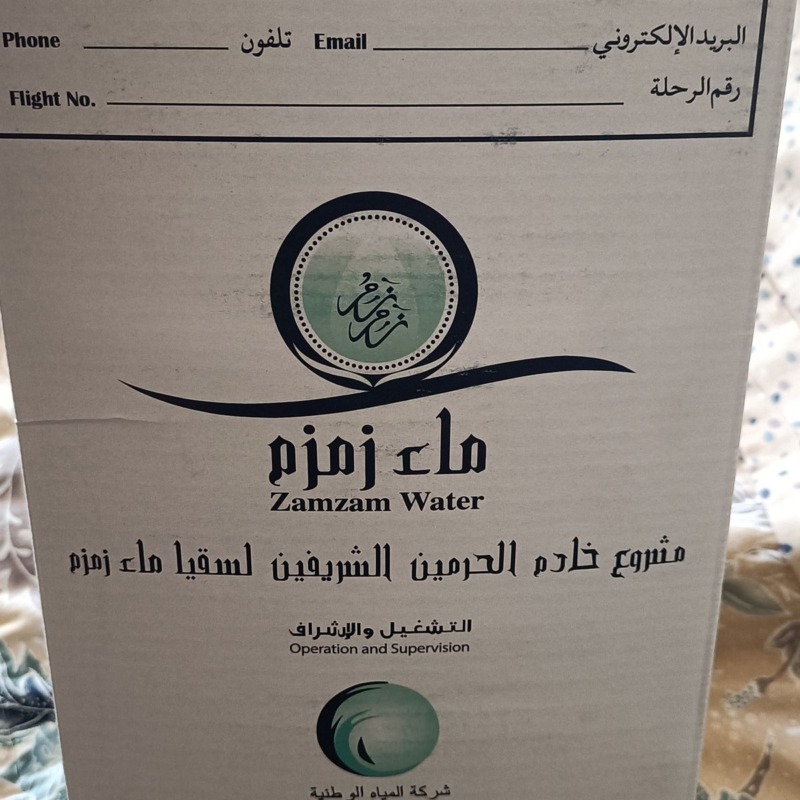 Phone تلفون Email البريد الإلكتروني
Flight No. رقم الرحلة
زمزم
ماء زمزم
Zamzam Water
مشروع خادم الحرمين الشريفين لسقيا ماء زمزم
التشغيل والإشراف
Operation and Supervision
شركة المياه الوطنية